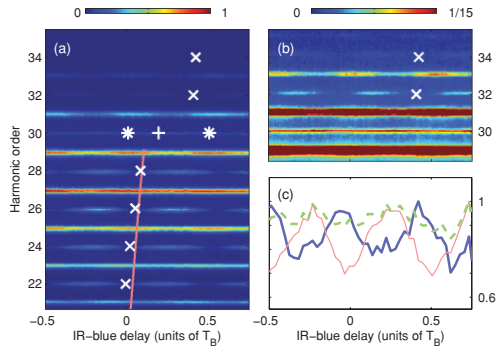 0 1 0 1/15
(a) (b)
34 34
32 32
30 30
28
26
24
22
Harmonic order
(c)
1
0.6
-0.5 0 0.5 -0.5 0 0.5
IR-blue delay (units of T_B) IR-blue delay (units of T_B)